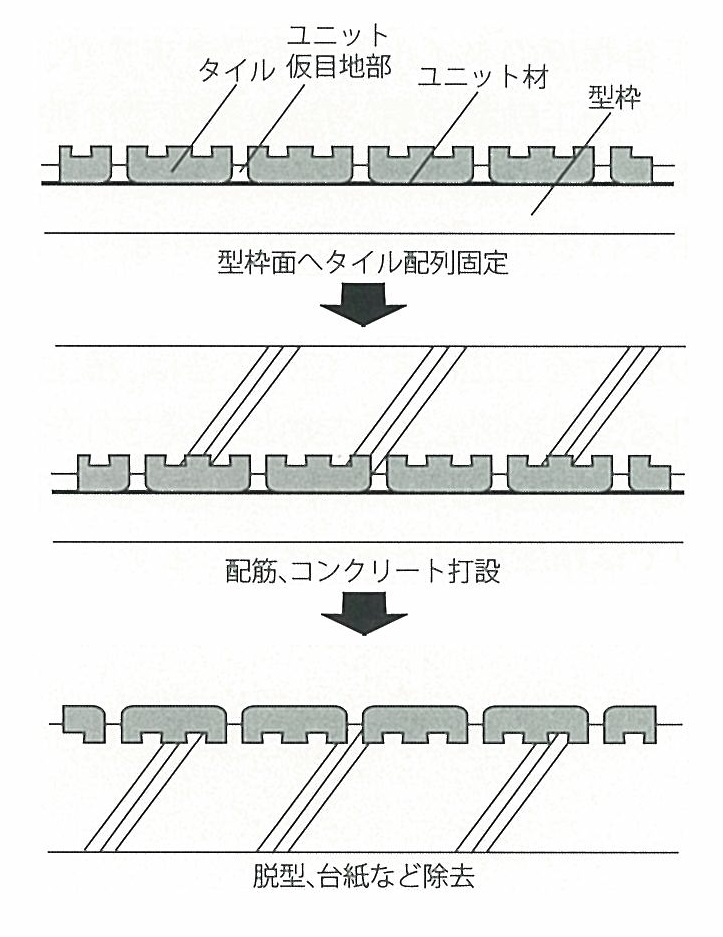 ユニット
仮目地部
タイル
ユニット材
型枠
型枠面へタイル配列固定
配筋、コンクリート打設
脱型、台紙など除去